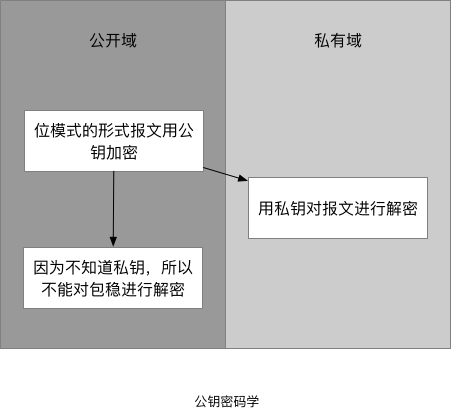 公开域
私有域
位模式的形式报文用公
钥加密
用私钥对报文进行解密
因为不知道私钥，所以
不能对包稳进行解密
公钥密码学